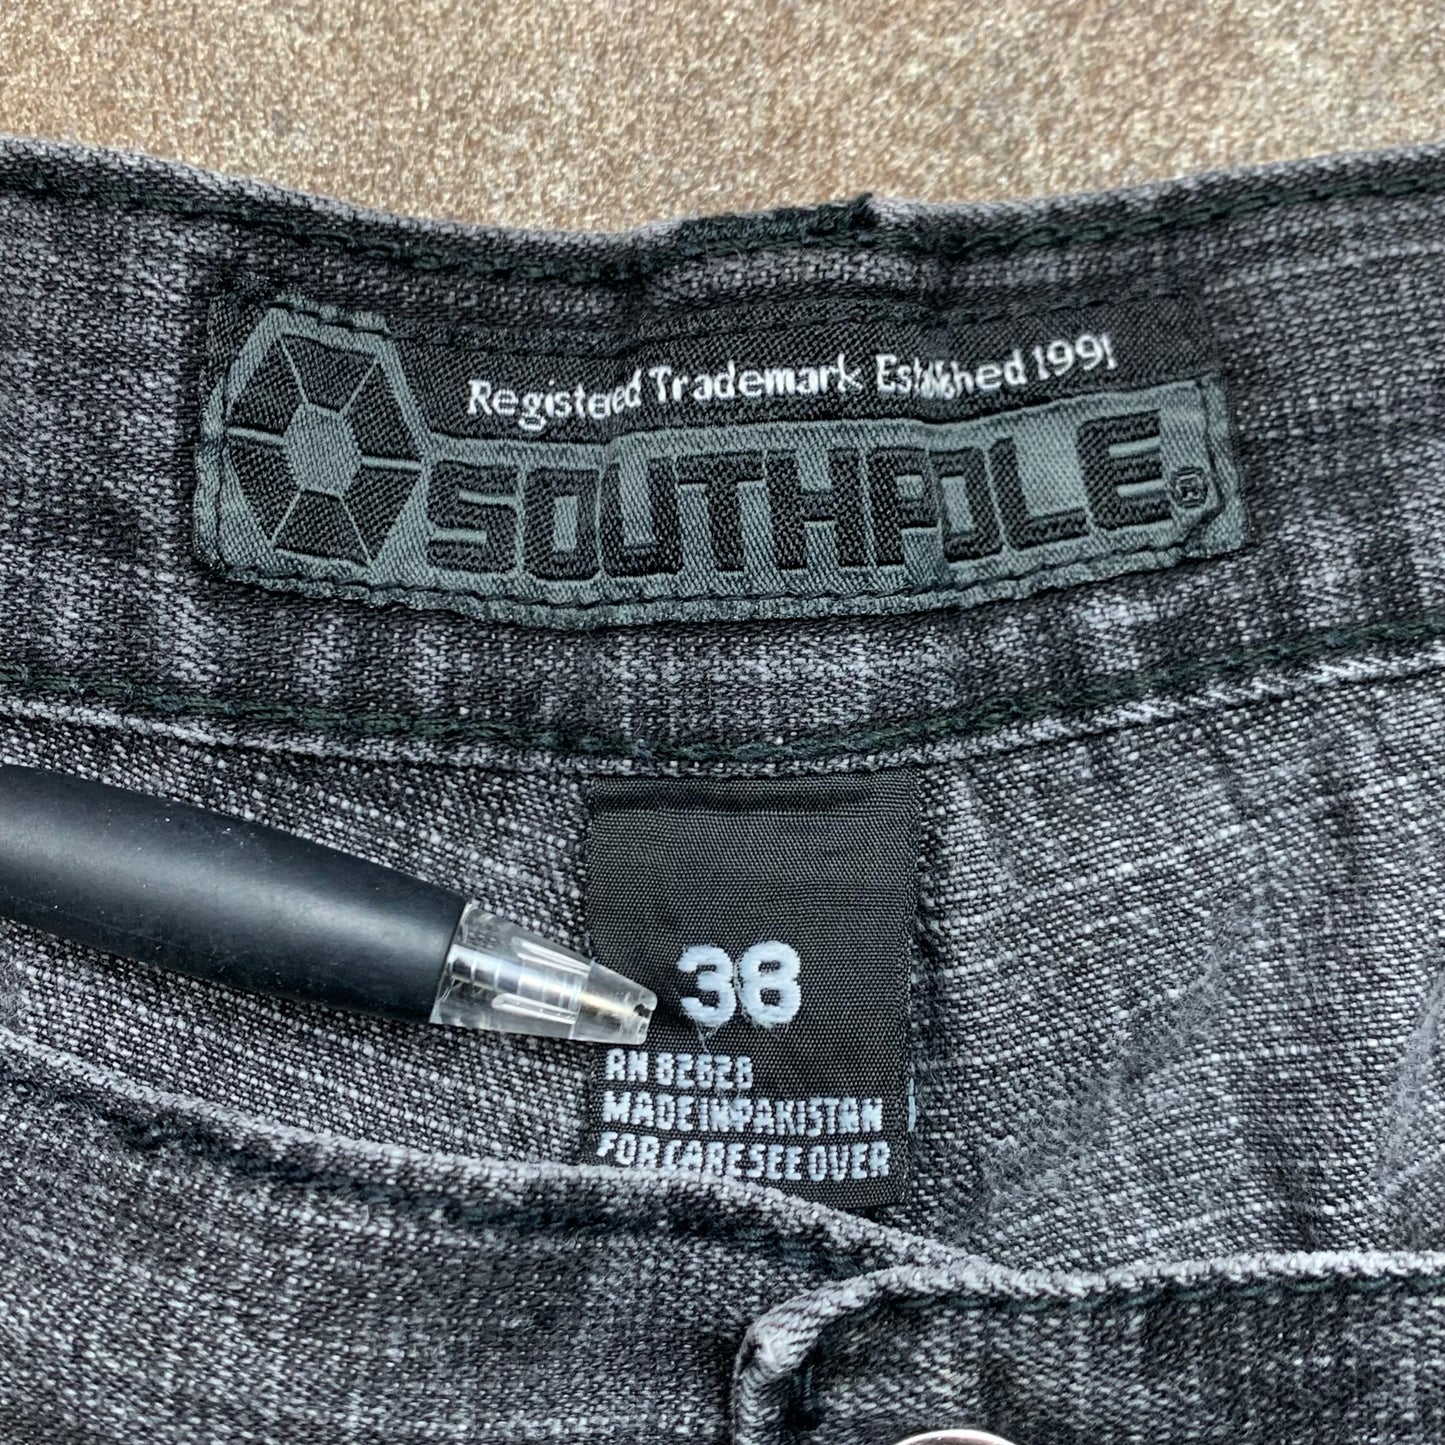 Registered Trademark Established 1991
SOUTHPOLE®
38
RN 82628
MADE IN PAKISTAN
FOR CARE SEE OVER